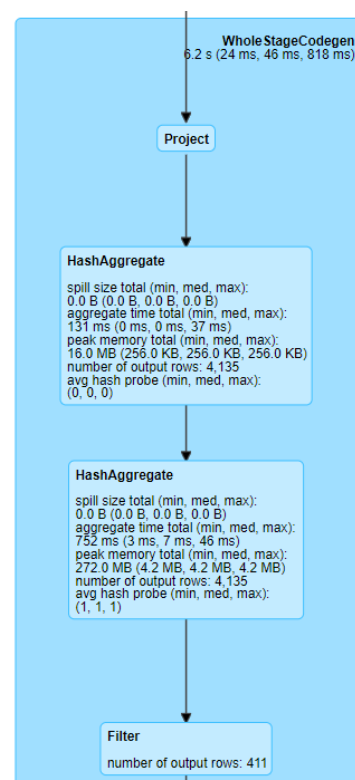 WholeStageCodegen
6.2 s (24 ms, 46 ms, 818 ms)
Project
HashAggregate
spill size total (min, med, max):
0.0 B (0.0 B, 0.0 B, 0.0 B)
aggregate time total (min, med, max):
131 ms (0 ms, 0 ms, 37 ms)
peak memory total (min, med, max):
16.0 MB (256.0 KB, 256.0 KB, 256.0 KB)
number of output rows: 4,135
avg hash probe (min, med, max):
(0, 0, 0)
HashAggregate
spill size total (min, med, max):
0.0 B (0.0 B, 0.0 B, 0.0 B)
aggregate time total (min, med, max):
752 ms (3 ms, 7 ms, 46 ms)
peak memory total (min, med, max):
272.0 MB (4.2 MB, 4.2 MB, 4.2 MB)
number of output rows: 4,135
avg hash probe (min, med, max):
(1, 1, 1)
Filter
number of output rows: 411